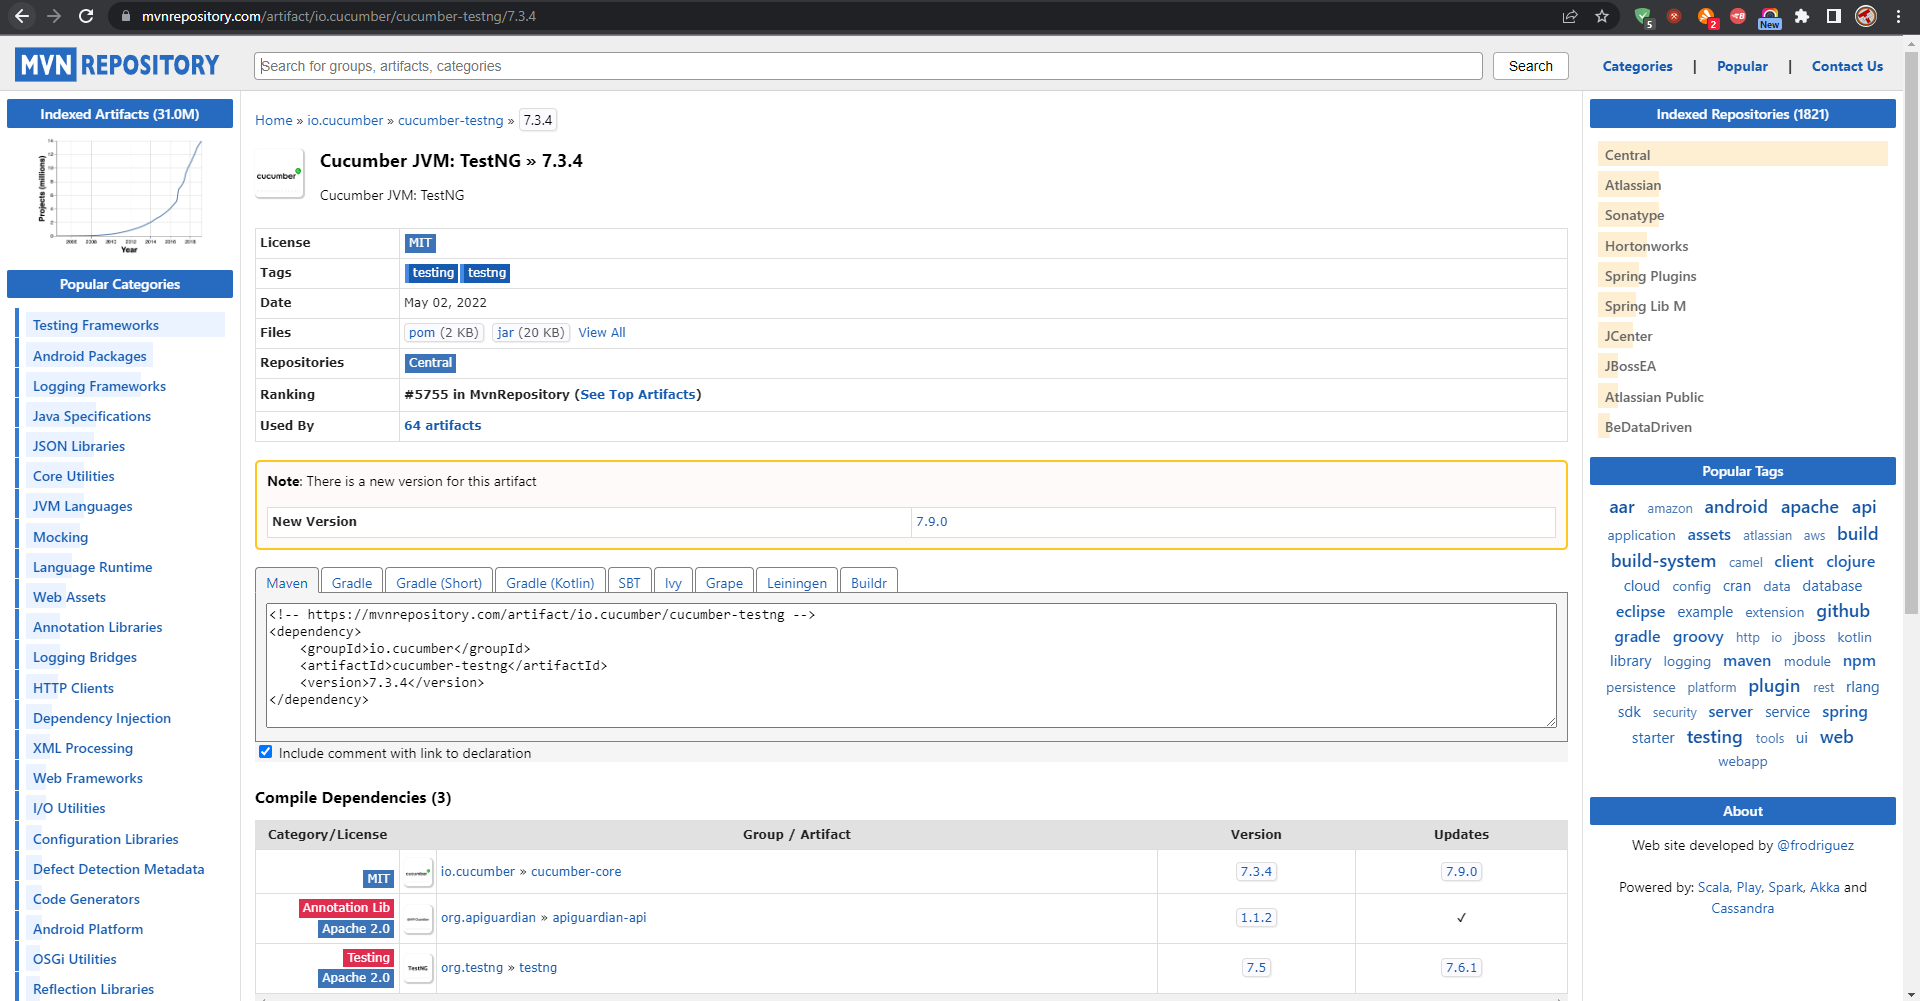 mvnrepository.com/artifact/io.cucumber/cucumber-testng/7.3.4
5
2
New
MVN REPOSITORY
Search for groups, artifacts, categories
Search
Categories | Popular | Contact Us
Indexed Artifacts (31.0M)
Projects (millions)
Year
Popular Categories
Testing Frameworks
Android Packages
Logging Frameworks
Java Specifications
JSON Libraries
Core Utilities
JVM Languages
Mocking
Language Runtime
Web Assets
Annotation Libraries
Logging Bridges
HTTP Clients
Dependency Injection
XML Processing
Web Frameworks
I/O Utilities
Configuration Libraries
Defect Detection Metadata
Code Generators
Android Platform
OSGi Utilities
Reflection Libraries
Home » io.cucumber » cucumber-testng » 7.3.4
cucumber
Cucumber JVM: TestNG » 7.3.4
Cucumber JVM: TestNG
License MIT
Tags testing testng
Date May 02, 2022
Files pom (2 KB) jar (20 KB) View All
Repositories Central
Ranking #5755 in MvnRepository (See Top Artifacts)
Used By 64 artifacts
Note: There is a new version for this artifact
New Version 7.9.0
Maven Gradle Gradle (Short) Gradle (Kotlin) SBT Ivy Grape Leiningen Buildr
<!-- https://mvnrepository.com/artifact/io.cucumber/cucumber-testng -->
<dependency>
    <groupId>io.cucumber</groupId>
    <artifactId>cucumber-testng</artifactId>
    <version>7.3.4</version>
</dependency>
Include comment with link to declaration
Compile Dependencies (3)
Category/License Group / Artifact Version Updates
MIT cucumber io.cucumber » cucumber-core 7.3.4 7.9.0
Annotation Lib
Apache 2.0 org.apiguardian » apiguardian-api 1.1.2 ✓
Testing
Apache 2.0 TestNG org.testng » testng 7.5 7.6.1
Indexed Repositories (1821)
Central
Atlassian
Sonatype
Hortonworks
Spring Plugins
Spring Lib M
JCenter
JBossEA
Atlassian Public
BeDataDriven
Popular Tags
aar amazon android apache api
application assets atlassian aws build
build-system camel client clojure
cloud config cran data database
eclipse example extension github
gradle groovy http io jboss kotlin
library logging maven module npm
persistence platform plugin rest rlang
sdk security server service spring
starter testing tools ui web
webapp
About
Web site developed by @frodriguez
Powered by: Scala, Play, Spark, Akka and
Cassandra